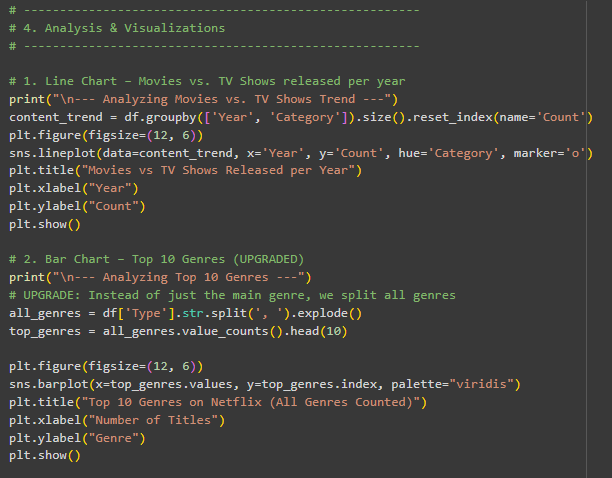 # -------------------------------------------------------
# 4. Analysis & Visualizations
# -------------------------------------------------------
# 1. Line Chart – Movies vs. TV Shows released per year
print("\n--- Analyzing Movies vs. TV Shows Trend ---")
content_trend = df.groupby(['Year', 'Category']).size().reset_index(name='Count')
plt.figure(figsize=(12, 6))
sns.lineplot(data=content_trend, x='Year', y='Count', hue='Category', marker='o')
plt.title("Movies vs TV Shows Released per Year")
plt.xlabel("Year")
plt.ylabel("Count")
plt.show()
# 2. Bar Chart – Top 10 Genres (UPGRADED)
print("\n--- Analyzing Top 10 Genres ---")
# UPGRADE: Instead of just the main genre, we split all genres
all_genres = df['Type'].str.split(', ').explode()
top_genres = all_genres.value_counts().head(10)
plt.figure(figsize=(12, 6))
sns.barplot(x=top_genres.values, y=top_genres.index, palette="viridis")
plt.title("Top 10 Genres on Netflix (All Genres Counted)")
plt.xlabel("Number of Titles")
plt.ylabel("Genre")
plt.show()